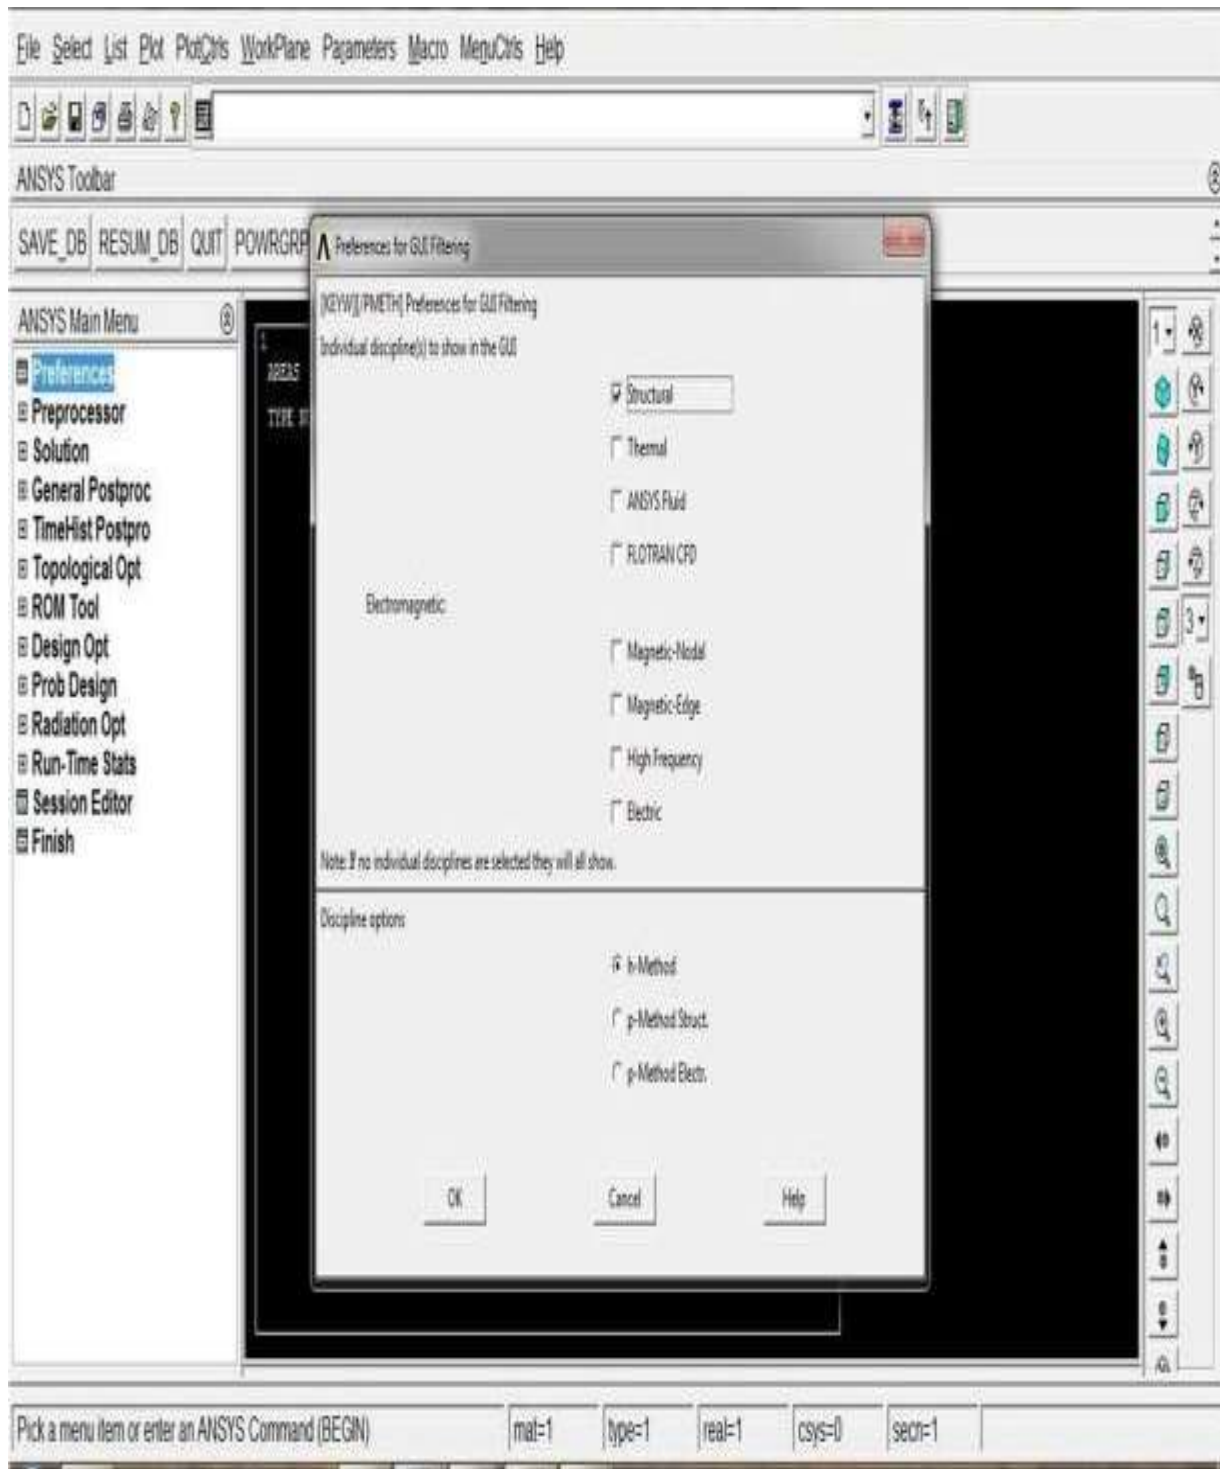 File Select List Plot PlotCtrls WorkPlane Parameters Macro MenuCtrls Help
ANSYS Toolbar
SAVE_DB RESUM_DB QUIT POWRGRP
Preferences for GUI Filtering
[KEYW][/PMETH] Preferences for GUI Filtering
Individual discipline(s) to show in the GUI
Structural
Thermal
ANSYS Fluid
FLOTRAN CFD
Electromagnetic:
Magnetic-Nodal
Magnetic-Edge
High Frequency
Electric
Note: If no individual disciplines are selected they will all show.
Discipline options
h-Method
p-Method Struct.
p-Method Electr.
OK Cancel Help
ANSYS Main Menu
Preferences
Preprocessor
Solution
General Postproc
TimeHist Postpro
Topological Opt
ROM Tool
Design Opt
Prob Design
Radiation Opt
Run-Time Stats
Session Editor
Finish
1
AREAS
TYPE
1
3
Pick a menu item or enter an ANSYS Command (BEGIN) mat=1 type=1 real=1 csys=0 secn=1